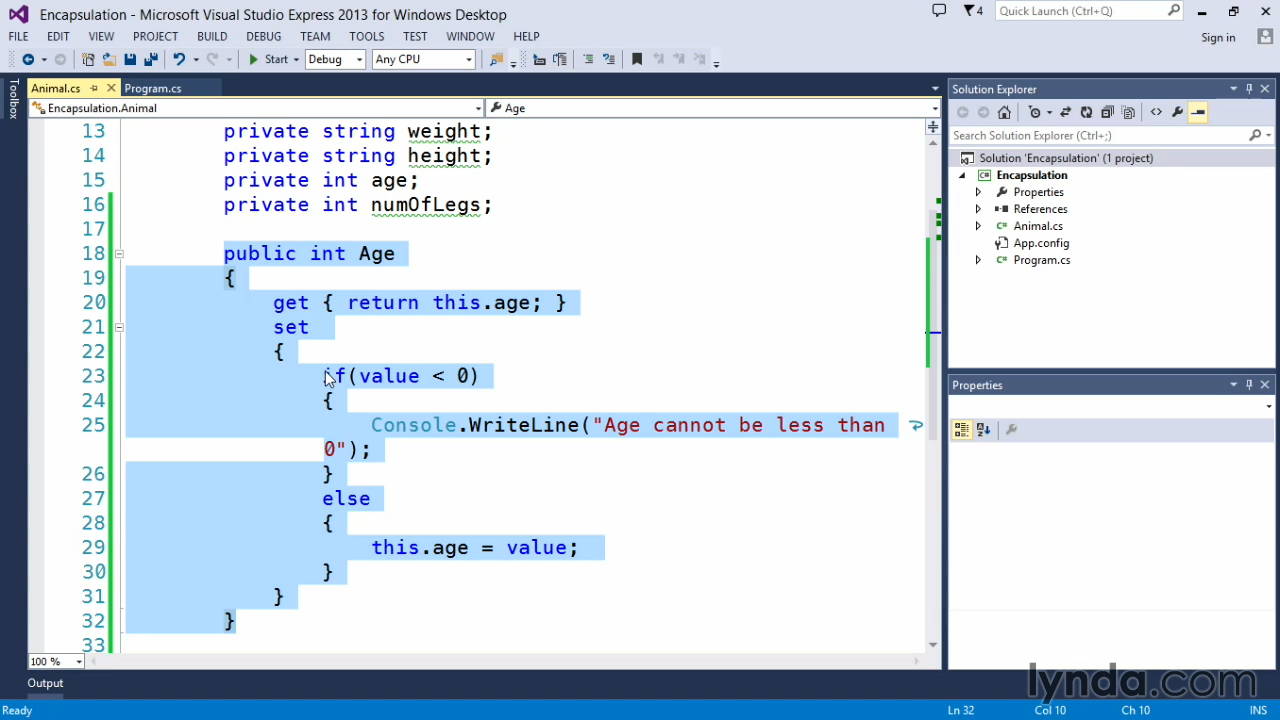 Encapsulation - Microsoft Visual Studio Express 2013 for Windows Desktop
4
Quick Launch (Ctrl+Q)
FILE EDIT VIEW PROJECT BUILD DEBUG TEAM TOOLS TEST WINDOW HELP
Sign in
Start Debug Any CPU
Toolbox
Animal.cs Program.cs
Encapsulation.Animal Age
13 private string weight;
14 private string height;
15 private int age;
16 private int numOfLegs;
17
18 public int Age
19 {
20 get { return this.age; }
21 set
22 {
23 if(value < 0)
24 {
25 Console.WriteLine("Age cannot be less than
0");
26 }
27 else
28 {
29 this.age = value;
30 }
31 }
32 }
33
100 %
Output
Solution Explorer
Search Solution Explorer (Ctrl+;)
Solution 'Encapsulation' (1 project)
C# Encapsulation
Properties
References
C# Animal.cs
App.config
C# Program.cs
Properties
lynda.com
Ready Ln 32 Col 10 Ch 10 INS